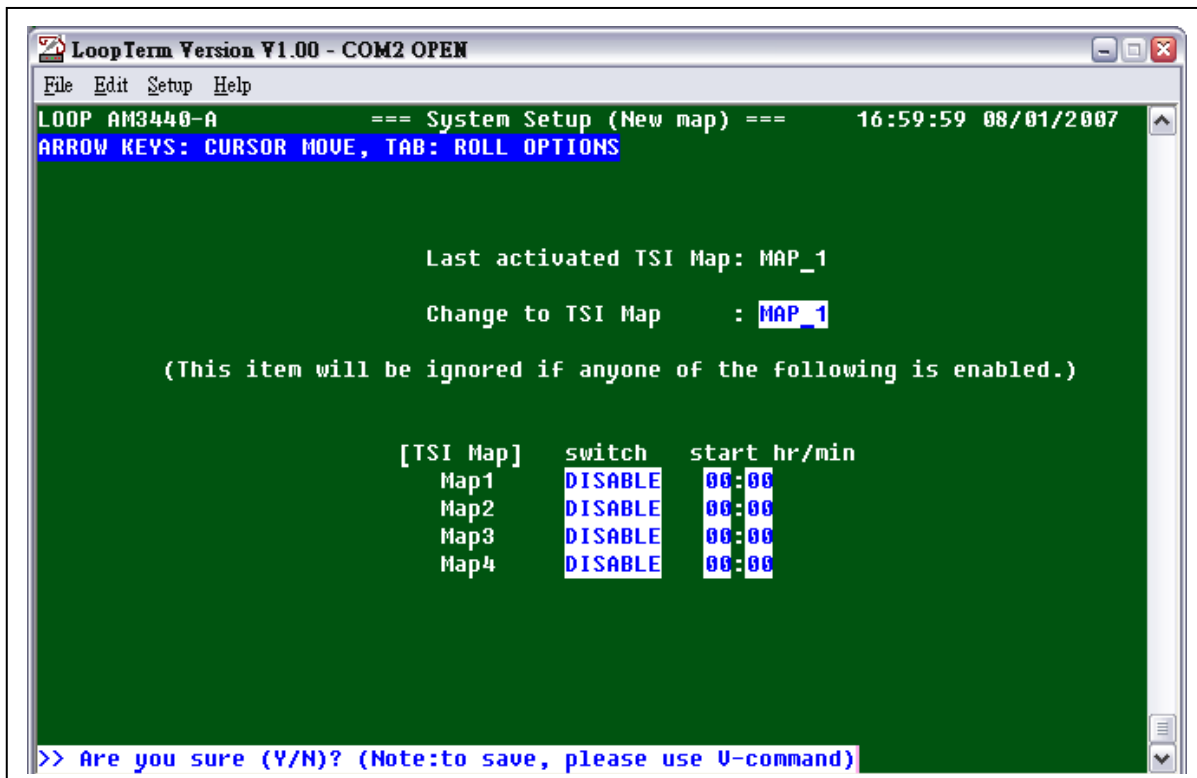 LoopTerm Version V1.00 - COM2 OPEN
File Edit Setup Help
LOOP AM3440-A === System Setup (New map) === 16:59:59 08/01/2007
ARROW KEYS: CURSOR MOVE, TAB: ROLL OPTIONS
Last activated TSI Map: MAP_1
Change to TSI Map : MAP_1
(This item will be ignored if anyone of the following is enabled.)
[TSI Map] switch start hr/min
Map1 DISABLE 00:00
Map2 DISABLE 00:00
Map3 DISABLE 00:00
Map4 DISABLE 00:00
>> Are you sure (Y/N)? (Note:to save, please use V-command)